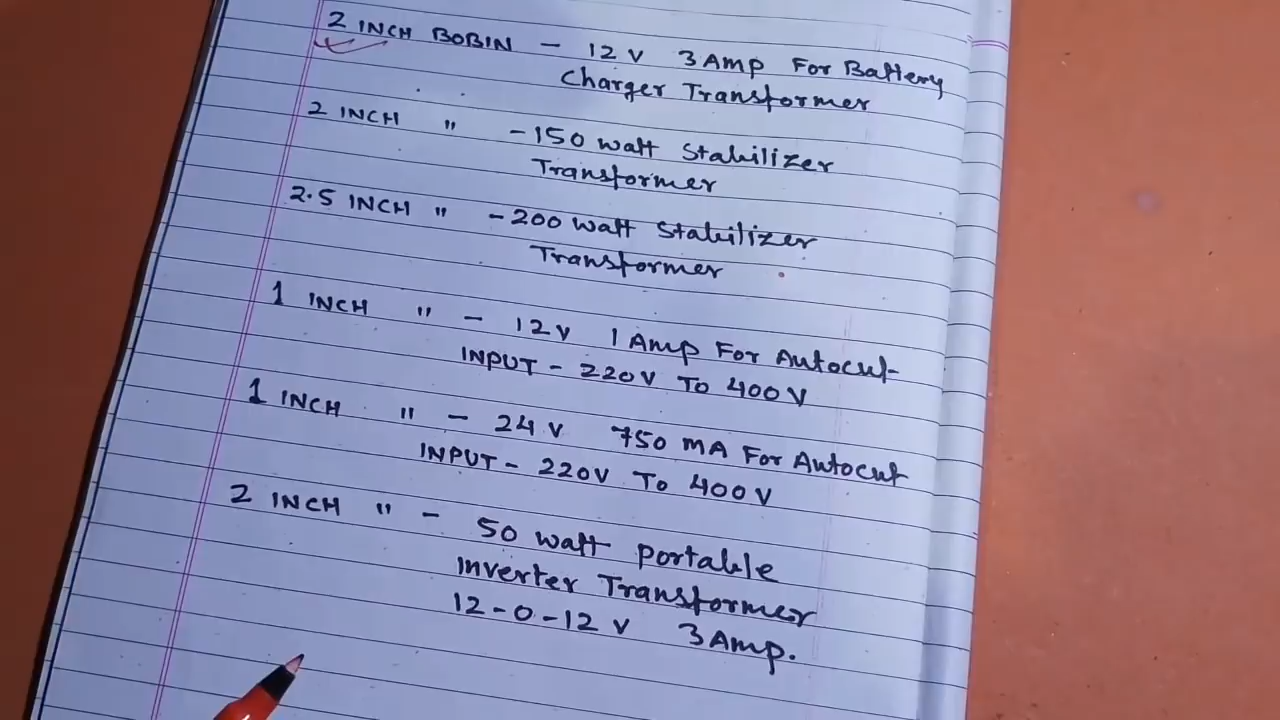 2 INCH BOBIN - 12 V 3 Amp For Battery
Charger Transformer
2 INCH " - 150 watt Stabilizer
Transformer
2.5 INCH " - 200 watt Stabilizer
Transformer
1 INCH " - 12 V 1 Amp For Autocut
INPUT - 220V To 400 V
1 INCH " - 24 V 750 MA For Autocut
INPUT - 220V To 400 V
2 INCH " - 50 watt portable
Inverter Transformer
12-0-12 V 3 Amp.